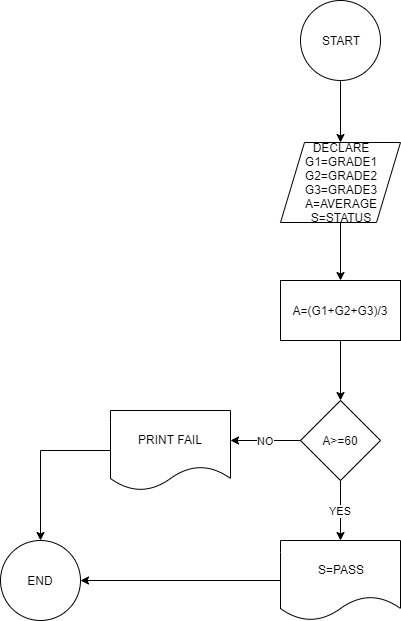 START
DECLARE
G1=GRADE1
G2=GRADE2
G3=GRADE3
A=AVERAGE
S=STATUS
A=(G1+G2+G3)/3
A>=60
NO
PRINT FAIL
YES
S=PASS
END